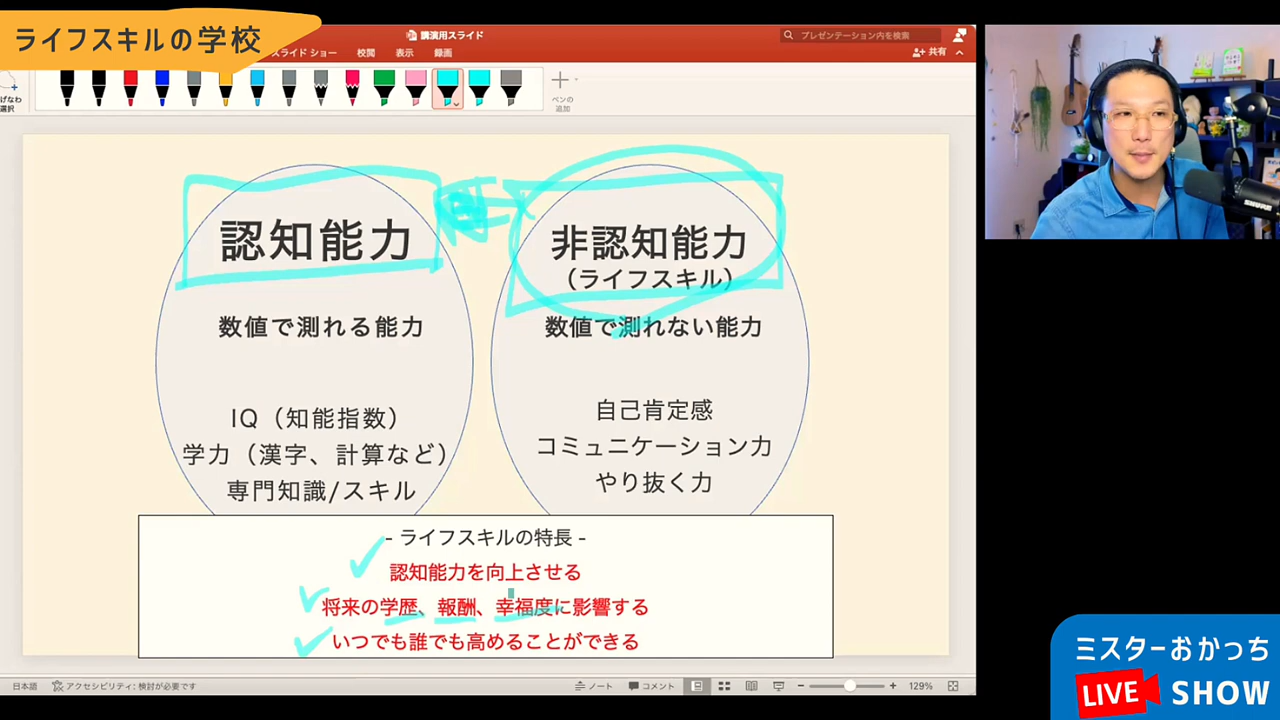 ライフスキルの学校
講演用スライド
プレゼンテーション内を検索
スライド ショー
校閲
表示
録画
共有
げなわ
選択
ペンの
追加
認知能力
数値で測れる能力
IQ（知能指数）
学力（漢字、計算など）
専門知識/スキル
非認知能力
（ライフスキル）
数値で測れない能力
自己肯定感
コミュニケーション力
やり抜く力
- ライフスキルの特長 -
認知能力を向上させる
将来の学歴、報酬、幸福度に影響する
いつでも誰でも高めることができる
SHURE
日本語
アクセシビリティ: 検討が必要です
ノート
コメント
129%
ミスターおかっち
LIVE SHOW